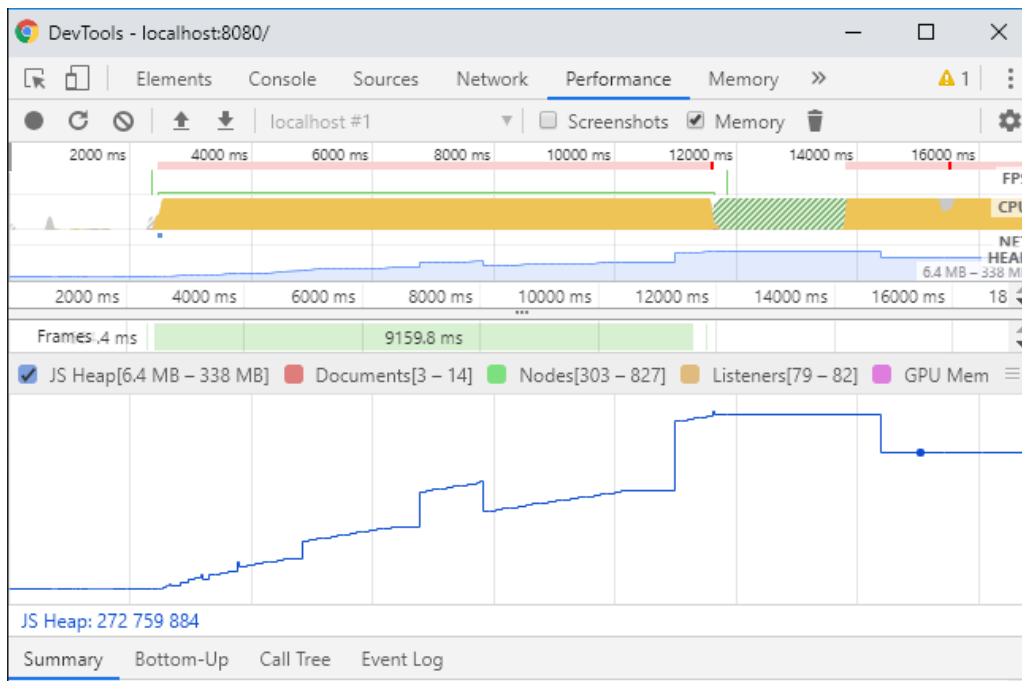 DevTools - localhost:8080/
Elements Console Sources Network Performance Memory » 1
localhost #1 Screenshots Memory
2000 ms 4000 ms 6000 ms 8000 ms 10000 ms 12000 ms 14000 ms 16000 ms
FPS
CPU
NET
HEAP
6.4 MB – 338 MB
2000 ms 4000 ms 6000 ms 8000 ms 10000 ms 12000 ms 14000 ms 16000 ms 18
Frames .4 ms 9159.8 ms
JS Heap[6.4 MB – 338 MB] Documents[3 – 14] Nodes[303 – 827] Listeners[79 – 82] GPU Mem
JS Heap: 272 759 884
Summary Bottom-Up Call Tree Event Log